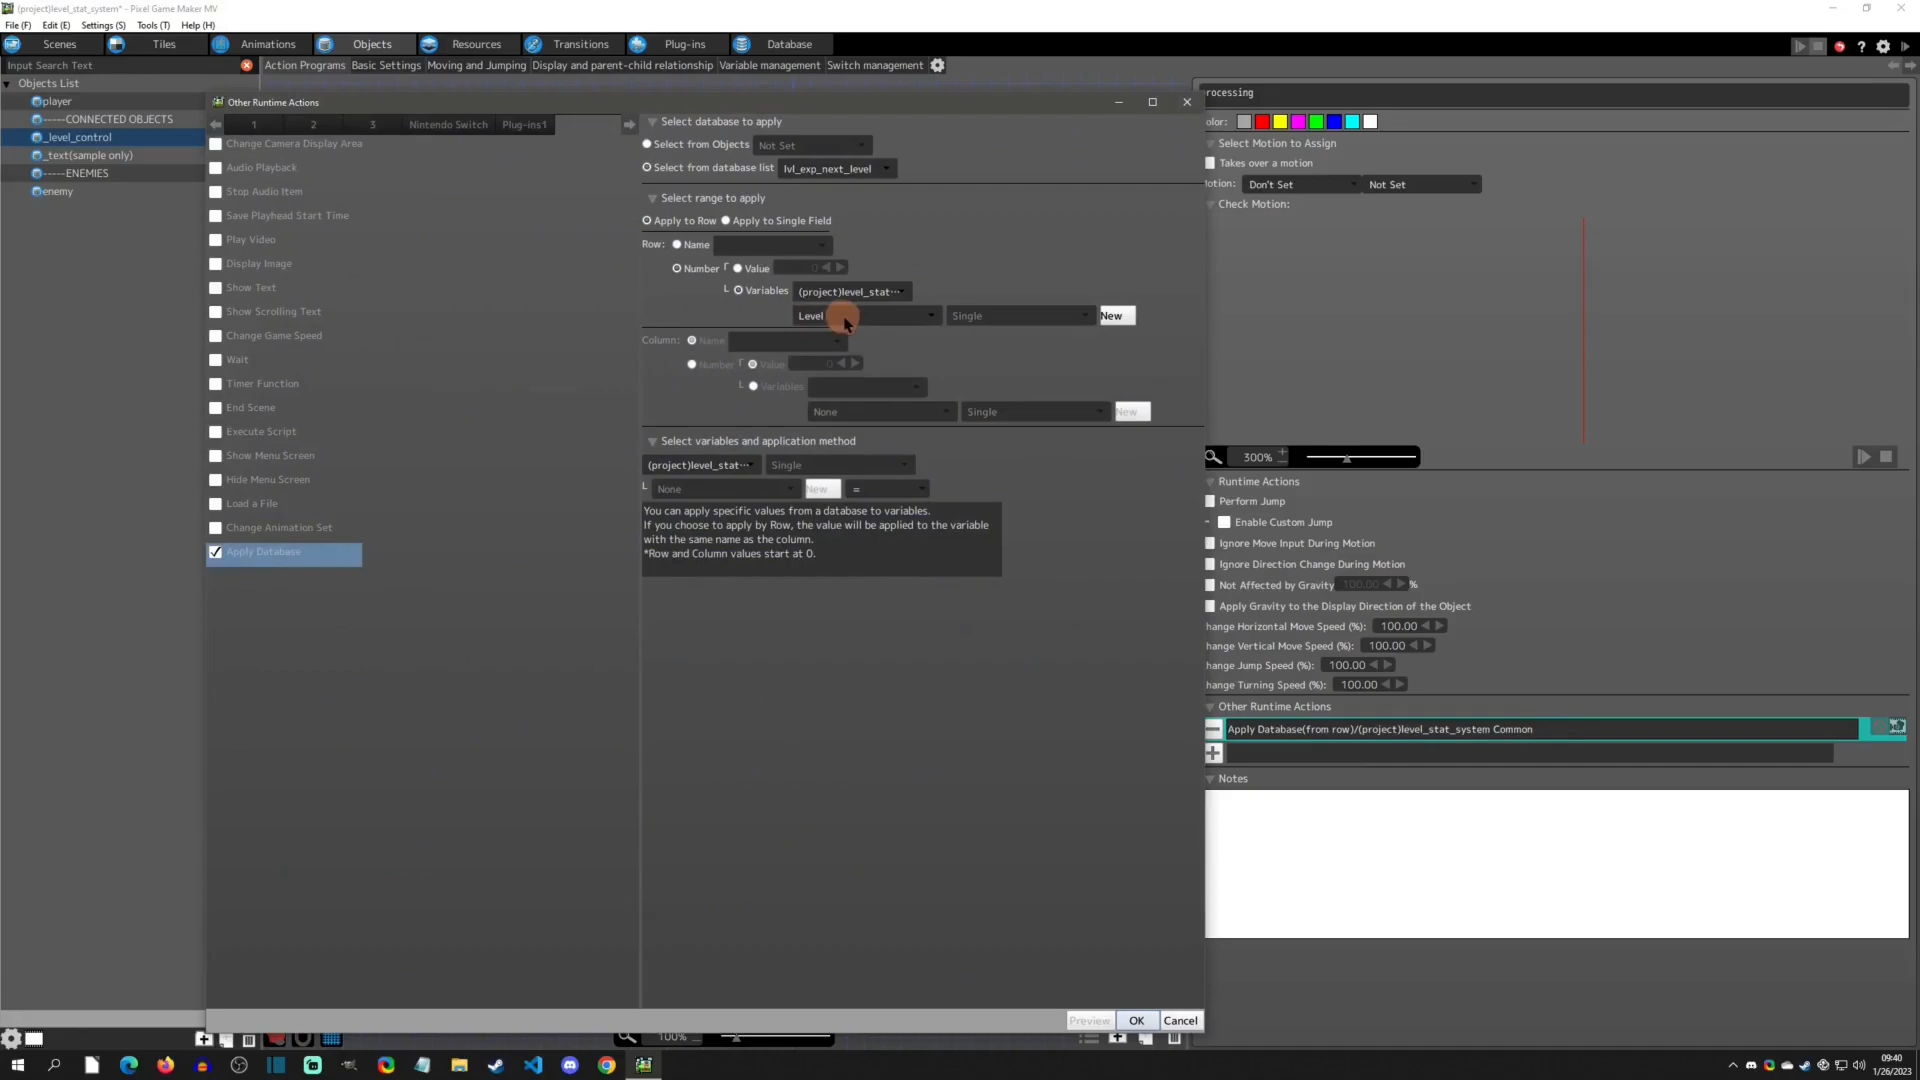 (project)level_stat_system* - Pixel Game Maker MV
File (F) Edit (E) Settings (S) Tools (T) Help (H)
Scenes Tiles Animations Objects Resources Transitions Plug-ins Database
Input Search Text
Action Programs Basic Settings Moving and Jumping Display and parent-child relationship Variable management Switch management
Objects List
player
-----CONNECTED OBJECTS
_level_control
_text(sample only)
-----ENEMIES
enemy
Other Runtime Actions
1 2 3 Nintendo Switch Plug-ins1
Change Camera Display Area
Audio Playback
Stop Audio Item
Save Playhead Start Time
Play Video
Display Image
Show Text
Show Scrolling Text
Change Game Speed
Wait
Timer Function
End Scene
Execute Script
Show Menu Screen
Hide Menu Screen
Load a File
Change Animation Set
Apply Database
Select database to apply
Select from Objects Not Set
Select from database list lvl_exp_next_level
Select range to apply
Apply to Row Apply to Single Field
Row: Name
Number Value 0
Variables (project)level_stat···
Level Single New
Column: Name
Number Value 0
Variables
None Single New
Select variables and application method
(project)level_stat··· Single
None New =
You can apply specific values from a database to variables.
If you choose to apply by Row, the value will be applied to the variable
with the same name as the column.
*Row and Column values start at 0.
Preview OK Cancel
rocessing
olor:
Select Motion to Assign
Takes over a motion
otion: Don't Set Not Set
Check Motion:
300%
Runtime Actions
Perform Jump
Enable Custom Jump
Ignore Move Input During Motion
Ignore Direction Change During Motion
Not Affected by Gravity 100.00 %
Apply Gravity to the Display Direction of the Object
hange Horizontal Move Speed (%): 100.00
hange Vertical Move Speed (%): 100.00
hange Jump Speed (%): 100.00
hange Turning Speed (%): 100.00
Other Runtime Actions
Apply Database(from row)/(project)level_stat_system Common
Notes
100%
09:40
1/26/2023